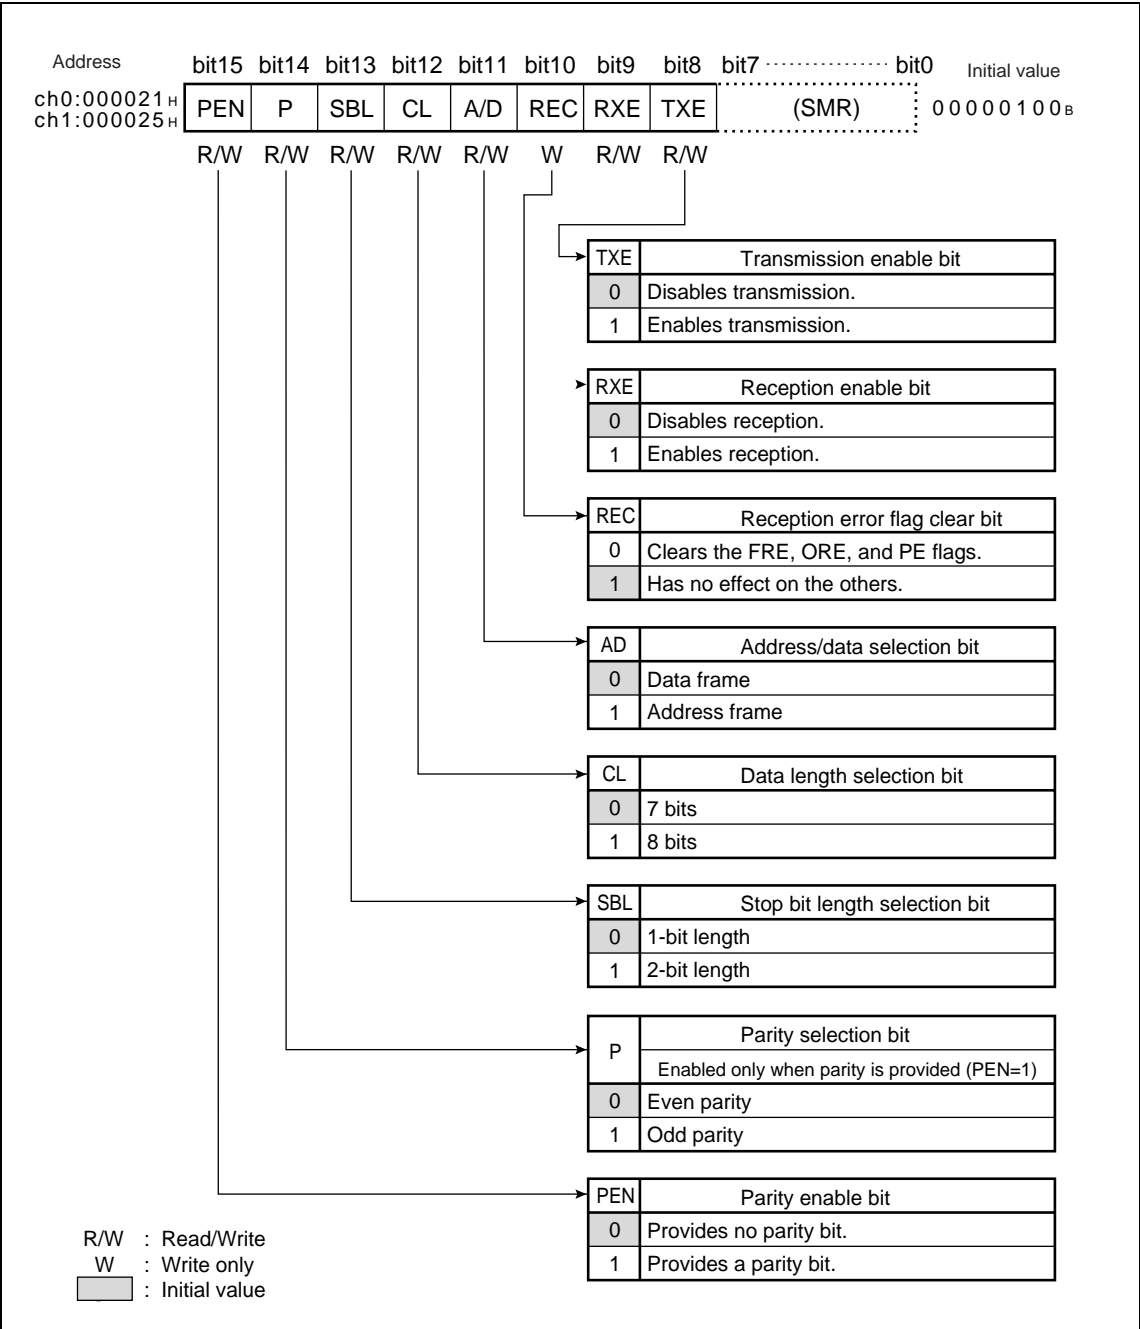 Address bit15 bit14 bit13 bit12 bit11 bit10 bit9 bit8 bit7 ············ bit0 Initial value
ch0:000021H PEN P SBL CL A/D REC RXE TXE (SMR) 00000100B
ch1:000025H
R/W R/W R/W R/W R/W W R/W R/W
TXE Transmission enable bit
0 Disables transmission.
1 Enables transmission.
RXE Reception enable bit
0 Disables reception.
1 Enables reception.
REC Reception error flag clear bit
0 Clears the FRE, ORE, and PE flags.
1 Has no effect on the others.
AD Address/data selection bit
0 Data frame
1 Address frame
CL Data length selection bit
0 7 bits
1 8 bits
SBL Stop bit length selection bit
0 1-bit length
1 2-bit length
P Parity selection bit
Enabled only when parity is provided (PEN=1)
0 Even parity
1 Odd parity
PEN Parity enable bit
0 Provides no parity bit.
1 Provides a parity bit.
R/W : Read/Write
W : Write only
: Initial value